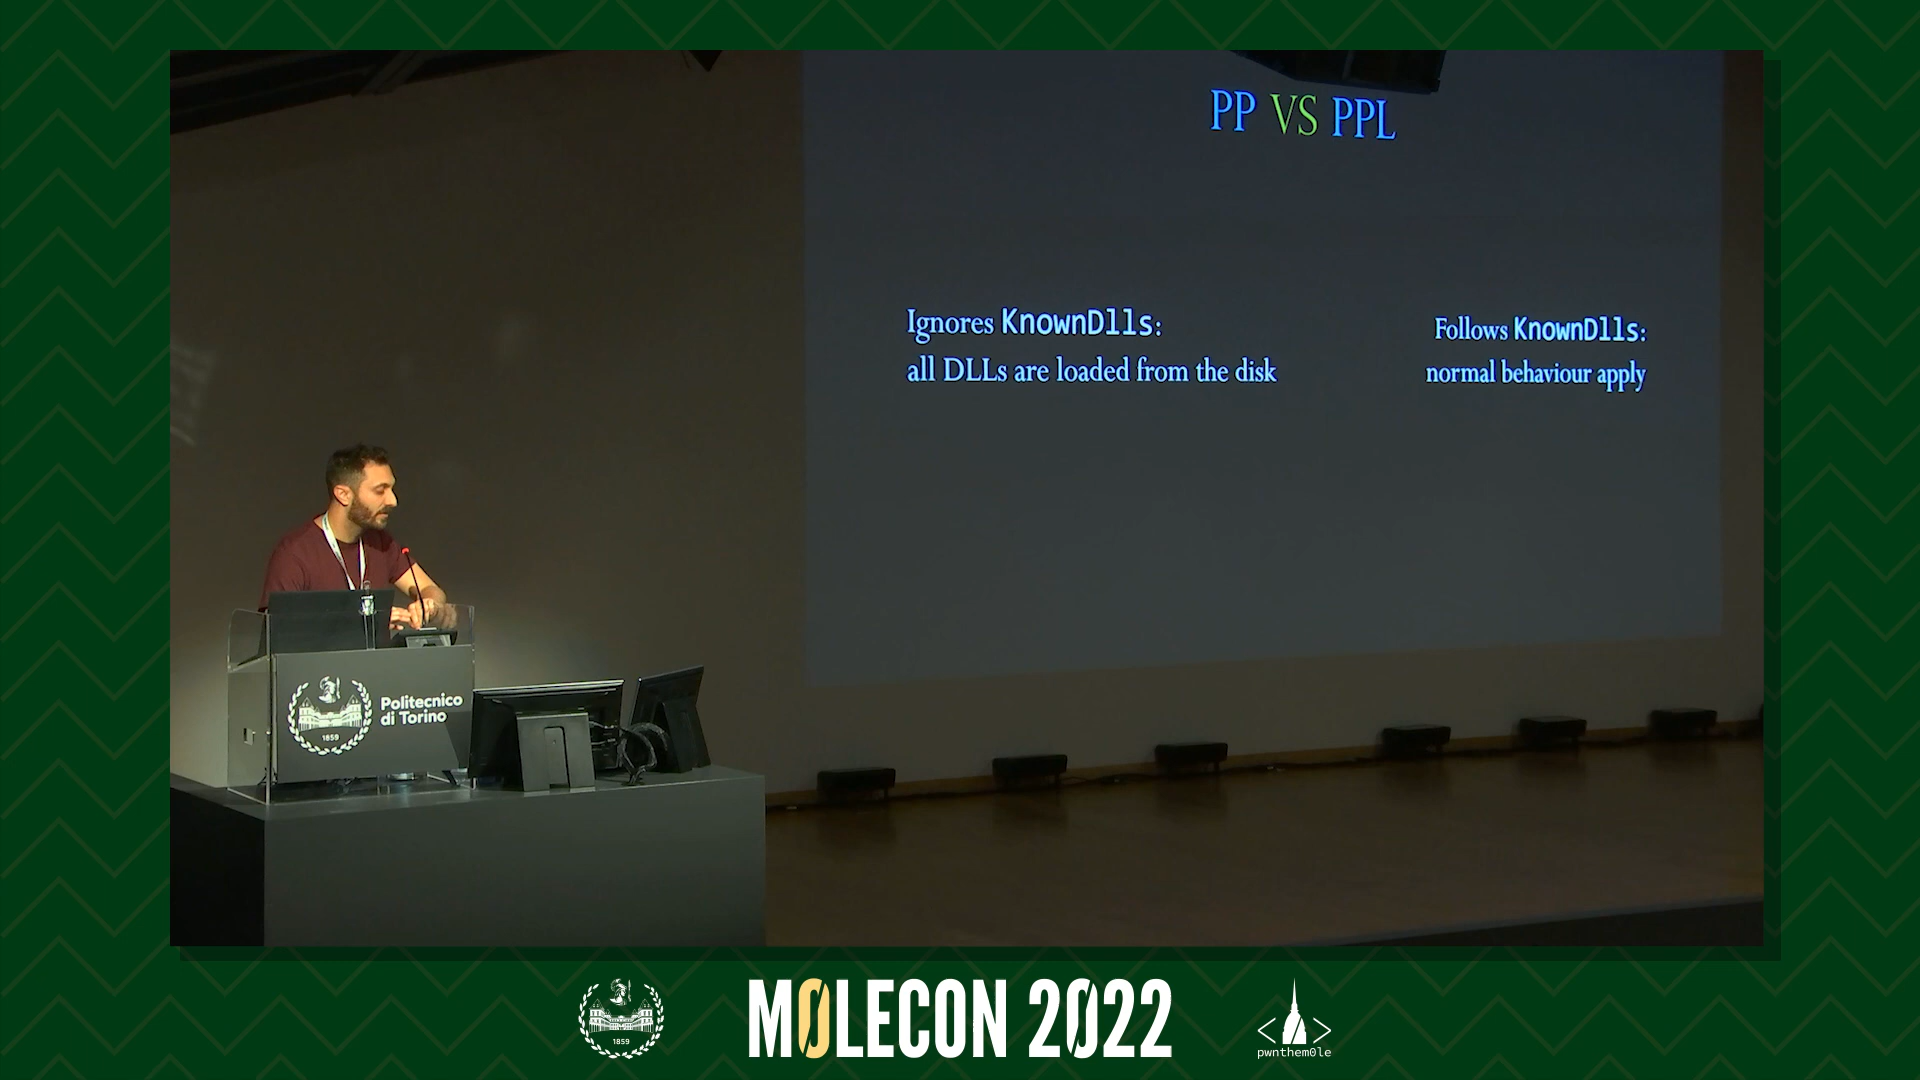 PP VS PPL
Ignores KnownDlls:
all DLLs are loaded from the disk
Follows KnownDlls:
normal behaviour apply
Politecnico
di Torino
1859
1859
MOLECON 2022
pwnthem0le